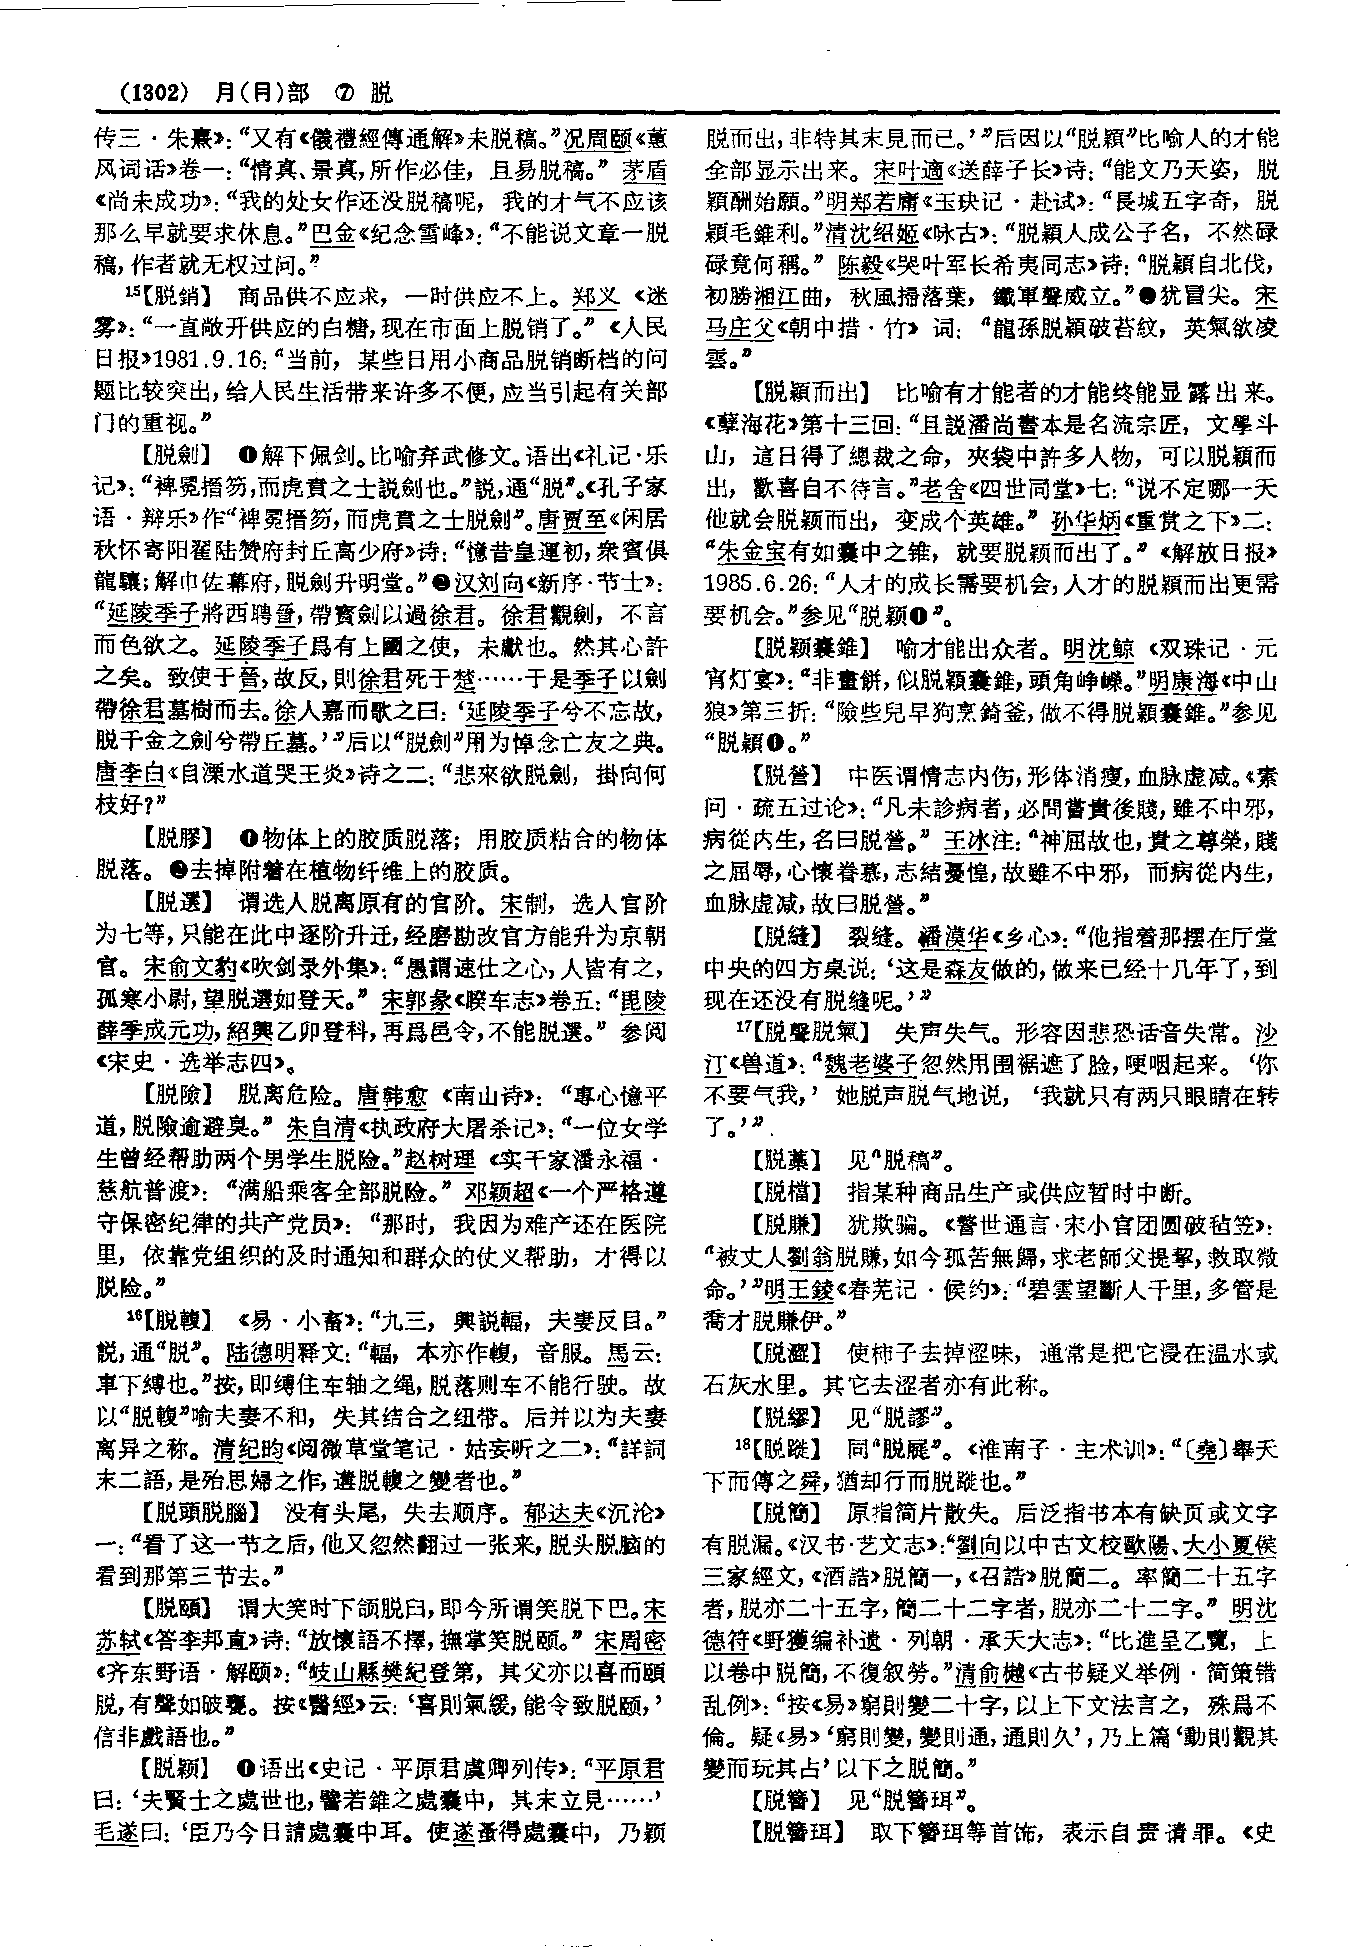 (1302) 月(⺝)部 ⑦ 脱
传三·朱熹》：“又有《儀禮經傳通解》未脱稿。”况周颐《蕙
风词话》卷一：“情真、景真，所作必佳，且易脱稿。” 茅盾
《尚未成功》：“我的处女作还没脱稿呢，我的才气不应该
那么早就要求休息。”巴金《纪念雪峰》：“不能说文章一脱
稿，作者就无权过问。”
15【脱銷】 商品供不应求，一时供应不上。郑义《迷
雾》：“一直敞开供应的白糖，现在市面上脱销了。”《人民
日报》1981.9.16：“当前，某些日用小商品脱销断档的问
题比较突出，给人民生活带来许多不便，应当引起有关部
门的重视。”
【脱劍】 ❶解下佩剑。比喻弃武修文。语出《礼记·乐
记》：“裨冕搢笏，而虎賁之士説劍也。”説，通“脱”。《孔子家
语·辩乐》作“裨冕搢笏，而虎賁之士脱劍”。唐贾至《闲居
秋怀寄阳翟陆赞府封丘高少府》诗：“憶昔皇運初，衆賓俱
龍驤；解巾佐幕府，脱劍升明堂。”❷汉刘向《新序·节士》：
“延陵季子將西聘晉，帶寳劍以過徐君。徐君觀劍，不言
而色欲之。延陵季子爲有上國之使，未獻也。然其心許
之矣。致使于晉，故反，則徐君死于楚……于是季子以劍
帶徐君墓樹而去。徐人嘉而歌之曰：‘延陵季子兮不忘故，
脱千金之劍兮帶丘墓。’”后以“脱劍”用为悼念亡友之典。
唐李白《自溧水道哭王炎》诗之二：“悲來欲脱劍，掛向何
枝好？”
【脱膠】 ❶物体上的胶质脱落；用胶质粘合的物体
脱落。❷去掉附着在植物纤维上的胶质。
【脱選】 谓选人脱离原有的官阶。宋制，选人官阶
为七等，只能在此中逐阶升迁，经磨勘改官方能升为京朝
官。宋俞文豹《吹剑录外集》：“愚謂速仕之心，人皆有之，
孤寒小尉，望脱選如登天。” 宋郭彖《睽车志》卷五：“毘陵
薛季成元功，紹興乙卯登科，再爲邑令，不能脱選。” 参阅
《宋史·选举志四》。
【脱險】 脱离危险。唐韩愈《南山诗》：“專心憶平
道，脱險逾避臭。” 朱自清《执政府大屠杀记》：“一位女学
生曾经帮助两个男学生脱险。”赵树理《实干家潘永福·
慈航普渡》：“满船乘客全部脱险。” 邓颖超《一个严格遵
守保密纪律的共产党员》：“那时，我因为难产还在医院
里，依靠党组织的及时通知和群众的仗义帮助，才得以
脱险。”
16【脱輹】 《易·小畜》：“九三，輿説輻，夫妻反目。”
説，通“脱”。陆德明释文：“輻，本亦作輹，音服。馬云：
車下縛也。”按，即缚住车轴之绳，脱落则车不能行驶。故
以“脱輹”喻夫妻不和，失其结合之纽带。后并以为夫妻
离异之称。清纪昀《阅微草堂笔记·姑妄听之二》：“詳詞
末二語，是殆思婦之作，遘脱輹之變者也。”
【脱頭脱腦】 没有头尾，失去顺序。郁达夫《沉沦》
一：“看了这一节之后，他又忽然翻过一张来，脱头脱脑的
看到那第三节去。”
【脱頤】 谓大笑时下颌脱臼，即今所谓笑脱下巴。宋
苏轼《答李邦直》诗：“放懷語不擇，撫掌笑脱颐。” 宋周密
《齐东野语·解颐》：“岐山縣樊紀登第，其父亦以喜而頤
脱，有聲如破甕。按《醫經》云：‘喜則氣緩，能令致脱颐，’
信非戲語也。”
【脱颖】 ❶语出《史记·平原君虞卿列传》：“平原君
曰：‘夫賢士之處世也，譬若錐之處囊中，其末立見……’
毛遂曰：‘臣乃今日請處囊中耳。使遂蚤得處囊中，乃颖
脱而出，非特其末見而已。’”后因以“脱穎”比喻人的才能
全部显示出来。宋叶適《送薛子长》诗：“能文乃天姿，脱
穎酬始願。”明郑若庸《玉玦记·赴试》：“長城五字奇，脱
穎毛錐利。”清沈绍姬《咏古》：“脱穎人成公子名，不然碌
碌竟何稱。” 陈毅《哭叶军长希夷同志》诗：“脱穎自北伐，
初勝湘江曲，秋風掃落葉，鐵軍聲威立。”❷犹冒尖。宋
马庄父《朝中措·竹》词：“龍孫脱穎破苔紋，英氣欲凌
雲。”
【脱穎而出】 比喻有才能者的才能终能显露出来。
《孽海花》第十三回：“且説潘尚書本是名流宗匠，文學斗
山，這日得了總裁之命，夾袋中許多人物，可以脱穎而
出，歡喜自不待言。”老舍《四世同堂》七：“说不定哪一天
他就会脱颖而出，变成个英雄。” 孙华炳《重赏之下》二：
“朱金宝有如囊中之锥，就要脱颖而出了。”《解放日报》
1985.6.26：“人才的成长需要机会，人才的脱穎而出更需
要机会。”参见“脱颖❶”。
【脱颖囊錐】 喻才能出众者。明沈鲸《双珠记·元
宵灯宴》：“非畫餅，似脱穎囊錐，頭角峥嶸。”明康海《中山
狼》第三折：“險些兒早狗烹錡釜，做不得脱穎囊錐。”参见
“脱穎❶。”
【脱營】 中医谓情志内伤，形体消瘦，血脉虚减。《素
问·疏五过论》：“凡未診病者，必問嘗貴後賤，雖不中邪，
病從内生，名曰脱營。” 王冰注：“神屈故也，貴之尊榮，賤
之屈辱，心懷眷慕，志結憂惶，故雖不中邪，而病從内生，
血脉虚减，故曰脱營。”
【脱縫】 裂缝。潘漠华《乡心》：“他指着那摆在厅堂
中央的四方桌说：‘这是森友做的，做来已经十几年了，到
现在还没有脱缝呢。’”
17【脱聲脱氣】 失声失气。形容因悲恐话音失常。沙
汀《兽道》：“魏老婆子忽然用围裾遮了脸，哽咽起来。‘你
不要气我，’她脱声脱气地说，‘我就只有两只眼睛在转
了。’”
【脱藁】 见“脱稿”。
【脱檔】 指某种商品生产或供应暂时中断。
【脱賺】 犹欺骗。《警世通言·宋小官团圆破毡笠》：
“被丈人劉翁脱賺，如今孤苦無歸，求老師父提挈，救取微
命。’”明王錂《春芜记·候约》：“碧雲望斷人千里，多管是
喬才脱賺伊。”
【脱澀】 使柿子去掉涩味，通常是把它浸在温水或
石灰水里。其它去涩者亦有此称。
【脱繆】 见“脱謬”。
18【脱蹝】 同“脱屣”。《淮南子·主术训》：“〔堯〕舉天
下而傳之舜，猶却行而脱蹝也。”
【脱簡】 原指简片散失。后泛指书本有缺页或文字
有脱漏。《汉书·艺文志》：“劉向以中古文校歐陽、大小夏侯
三家經文，《酒誥》脱簡一，《召誥》脱簡二。率簡二十五字
者，脱亦二十五字，簡二十二字者，脱亦二十二字。” 明沈
德符《野獲编补遗·列朝·承天大志》：“比進呈乙覽，上
以卷中脱簡，不復叙勞。”清俞樾《古书疑义举例·简策错
乱例》：“按《易》窮則變二十字，以上下文法言之，殊爲不
倫。疑《易》‘窮則變，變則通，通則久’，乃上篇‘動則觀其
變而玩其占’以下之脱簡。”
【脱簪】 见“脱簪珥”。
【脱簪珥】 取下簪珥等首饰，表示自责请罪。《史